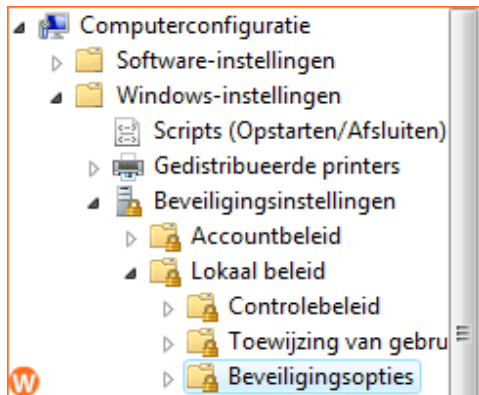 Computerconfiguratie
Software-instellingen
Windows-instellingen
Scripts (Opstarten/Afsluiten)
Gedistribueerde printers
Beveiligingsinstellingen
Accountbeleid
Lokaal beleid
Controlebeleid
Toewijzing van gebru
Beveiligingsopties
W